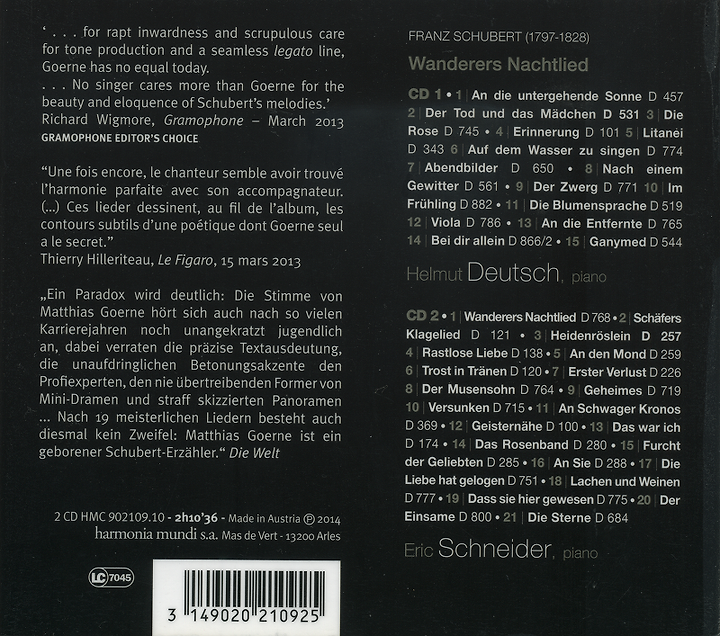 ‘ . . . for rapt inwardness and scrupulous care
for tone production and a seamless legato line,
Goerne has no equal today.
. . . No singer cares more than Goerne for the
beauty and eloquence of Schubert’s melodies.’
Richard Wigmore, Gramophone – March 2013
GRAMOPHONE EDITOR’S CHOICE
“Une fois encore, le chanteur semble avoir trouvé
l’harmonie parfaite avec son accompagnateur.
(...) Ces lieder dessinent, au fil de l’album, les
contours subtils d’une poétique dont Goerne seul
a le secret.”
Thierry Hilleriteau, Le Figaro, 15 mars 2013
„Ein Paradox wird deutlich: Die Stimme von
Matthias Goerne hört sich auch nach so vielen
Karrierejahren noch unangekratzt jugendlich
an, dabei verraten die präzise Textausdeutung,
die unaufdringlichen Betonungsakzente den
Profiexperten, den nie übertreibenden Former von
Mini-Dramen und straff skizzierten Panoramen
... Nach 19 meisterlichen Liedern besteht auch
diesmal kein Zweifel: Matthias Goerne ist ein
geborener Schubert-Erzähler.“ Die Welt
2 CD HMC 902109.10 - 2h10’36 - Made in Austria ℗ 2014
harmonia mundi s.a. Mas de Vert - 13200 Arles
LC 7045
3 149020 210925
FRANZ SCHUBERT (1797-1828)
Wanderers Nachtlied
CD 1 • 1 | An die untergehende Sonne D 457
2 | Der Tod und das Mädchen D 531 3 | Die
Rose D 745 • 4 | Erinnerung D 101 5 | Litanei
D 343 6 | Auf dem Wasser zu singen D 774
7 | Abendbilder D 650 • 8 | Nach einem
Gewitter D 561 • 9 | Der Zwerg D 771 10 | Im
Frühling D 882 • 11 | Die Blumensprache D 519
12 | Viola D 786 • 13 | An die Entfernte D 765
14 | Bei dir allein D 866/2 • 15 | Ganymed D 544
Helmut Deutsch, piano
CD 2 • 1 | Wanderers Nachtlied D 768 • 2 | Schäfers
Klagelied D 121 • 3 | Heidenröslein D 257
4 | Rastlose Liebe D 138 • 5 | An den Mond D 259
6 | Trost in Tränen D 120 • 7 | Erster Verlust D 226
8 | Der Musensohn D 764 • 9 | Geheimes D 719
10 | Versunken D 715 • 11 | An Schwager Kronos
D 369 • 12 | Geisternähe D 100 • 13 | Das war ich
D 174 • 14 | Das Rosenband D 280 • 15 | Furcht
der Geliebten D 285 • 16 | An Sie D 288 • 17 | Die
Liebe hat gelogen D 751 • 18 | Lachen und Weinen
D 777 • 19 | Dass sie hier gewesen D 775 • 20 | Der
Einsame D 800 • 21 | Die Sterne D 684
Eric Schneider, piano